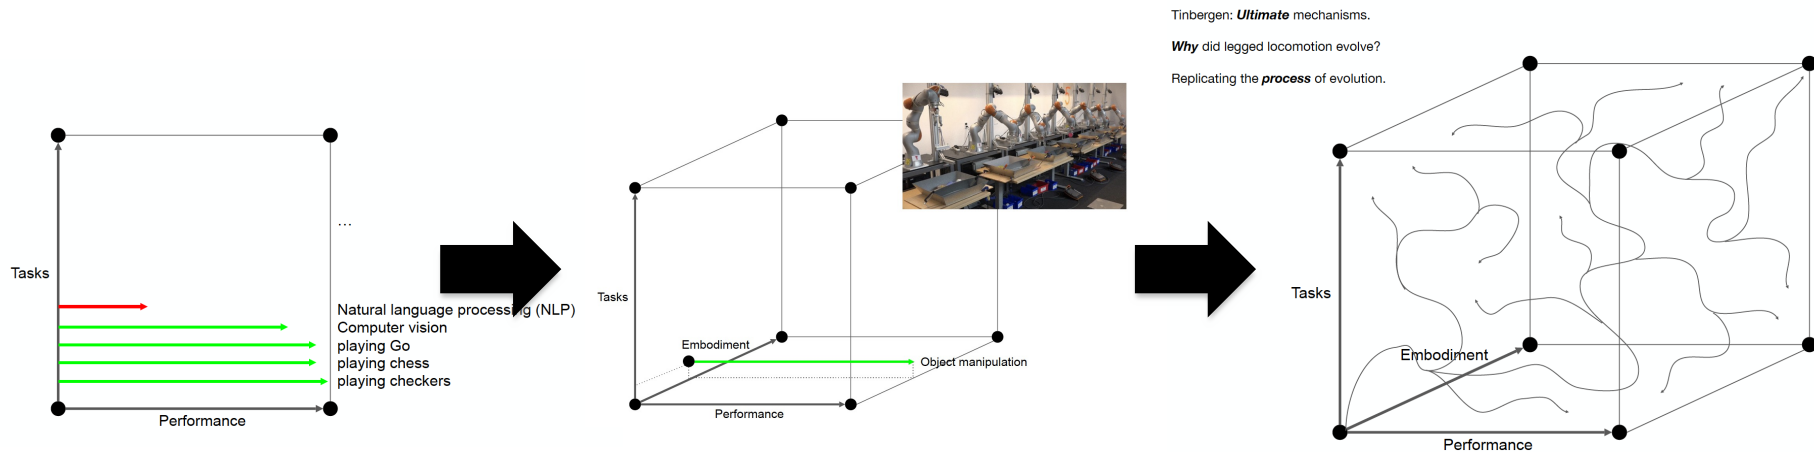 Tasks
...
Natural language processing (NLP)
Computer vision
playing Go
playing chess
playing checkers
Performance
Tasks
Embodiment
Object manipulation
Performance
Tinbergen: Ultimate mechanisms.
Why did legged locomotion evolve?
Replicating the process of evolution.
Tasks
Embodiment
Performance